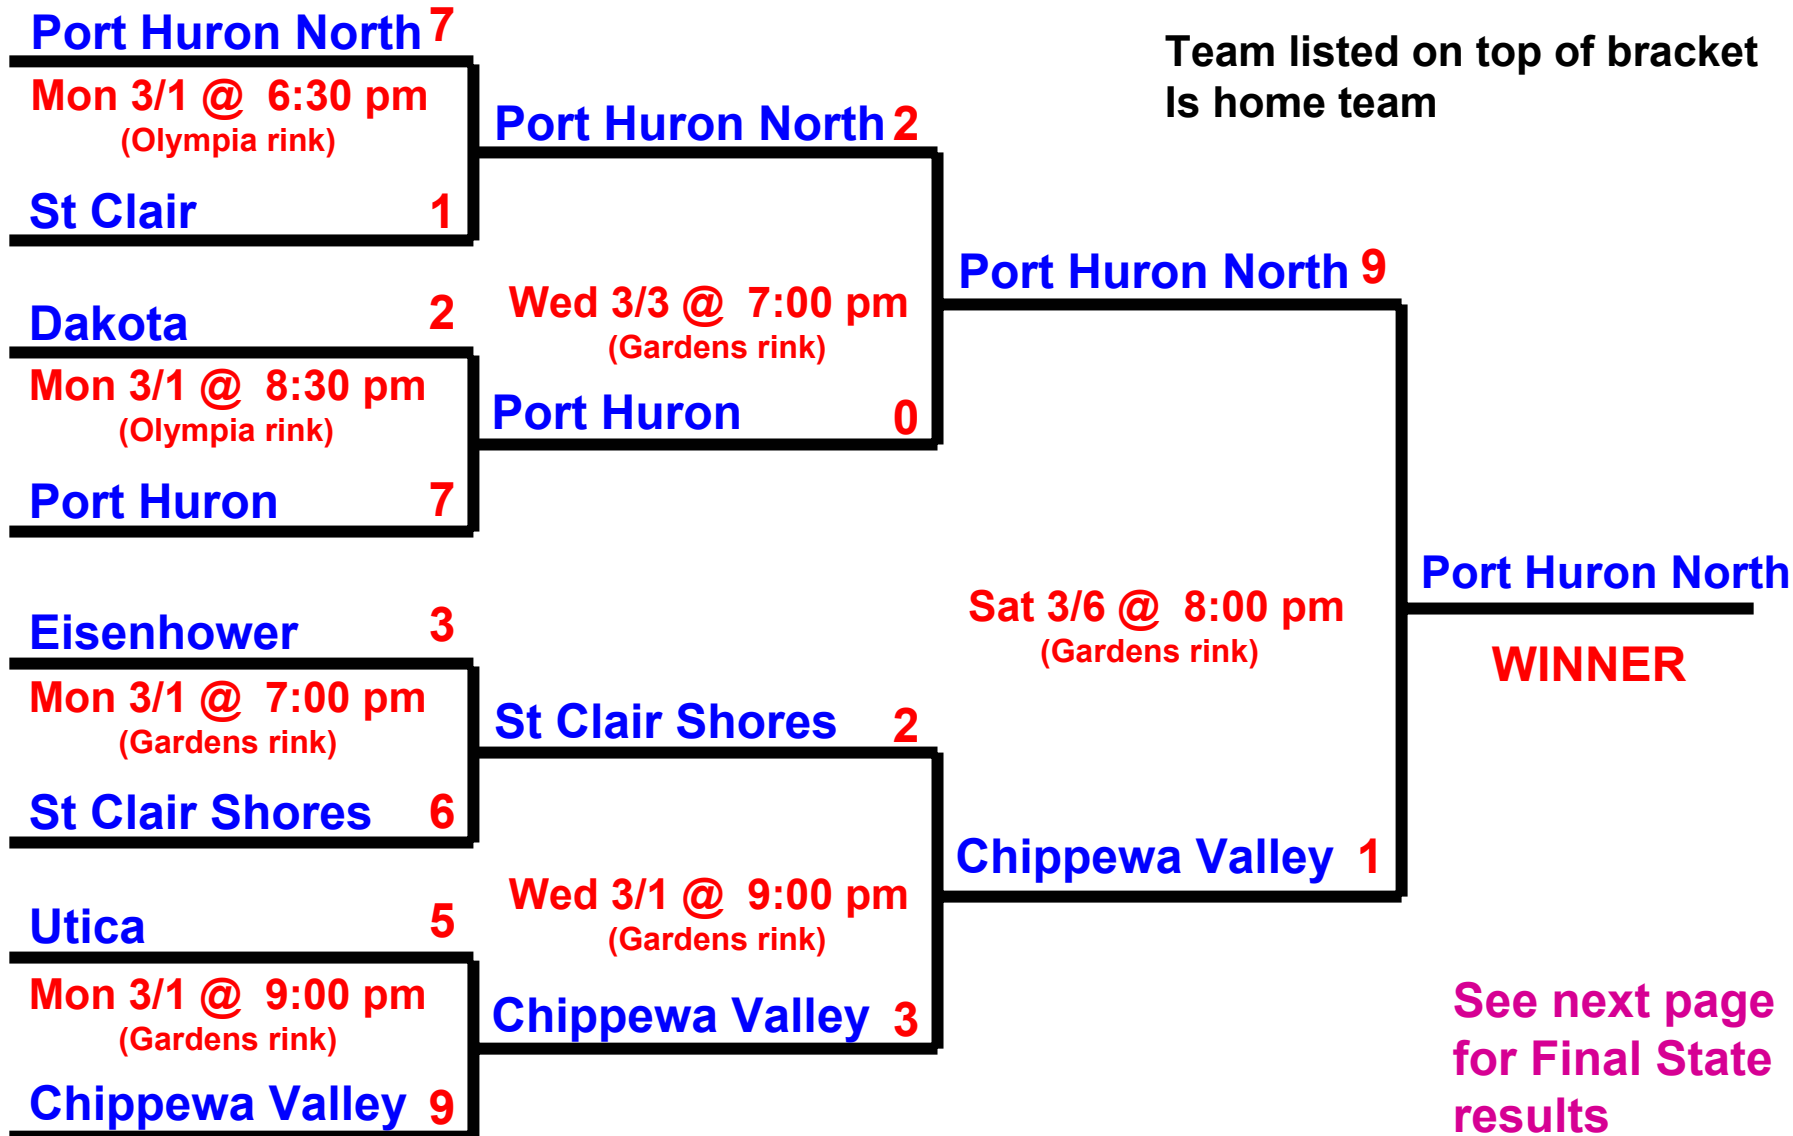 Port Huron North 7
Mon 3/1 @ 6:30 pm
(Olympia rink)
St Clair 1
Dakota 2
Mon 3/1 @ 8:30 pm
(Olympia rink)
Port Huron 7
Eisenhower 3
Mon 3/1 @ 7:00 pm
(Gardens rink)
St Clair Shores 6
Utica 5
Mon 3/1 @ 9:00 pm
(Gardens rink)
Chippewa Valley 9
Port Huron North 2
Wed 3/3 @ 7:00 pm
(Gardens rink)
Port Huron 0
St Clair Shores 2
Wed 3/1 @ 9:00 pm
(Gardens rink)
Chippewa Valley 3
Team listed on top of bracket
Is home team
Port Huron North 9
Sat 3/6 @ 8:00 pm
(Gardens rink)
Chippewa Valley 1
Port Huron North
WINNER
See next page
for Final State
results